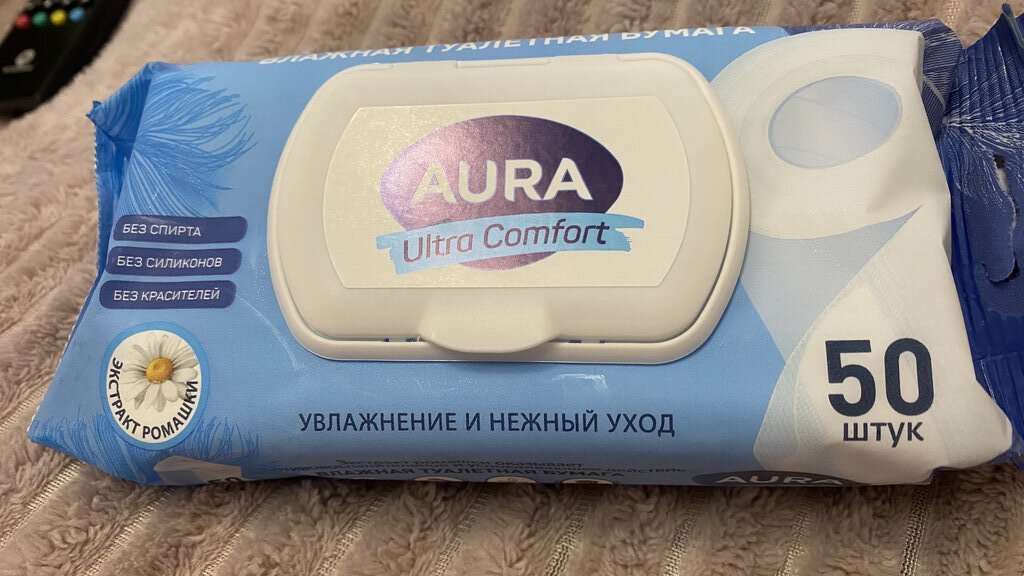 ВЛАЖНАЯ ТУАЛЕТНАЯ БУМАГА
AURA
Ultra Comfort
БЕЗ СПИРТА
БЕЗ СИЛИКОНОВ
БЕЗ КРАСИТЕЛЕЙ
ЭКСТРАКТ РОМАШКИ
50
ШТУК
УВЛАЖНЕНИЕ И НЕЖНЫЙ УХОД
ВЛАЖНАЯ ТУАЛЕТНАЯ БУМАГА
AURA
50